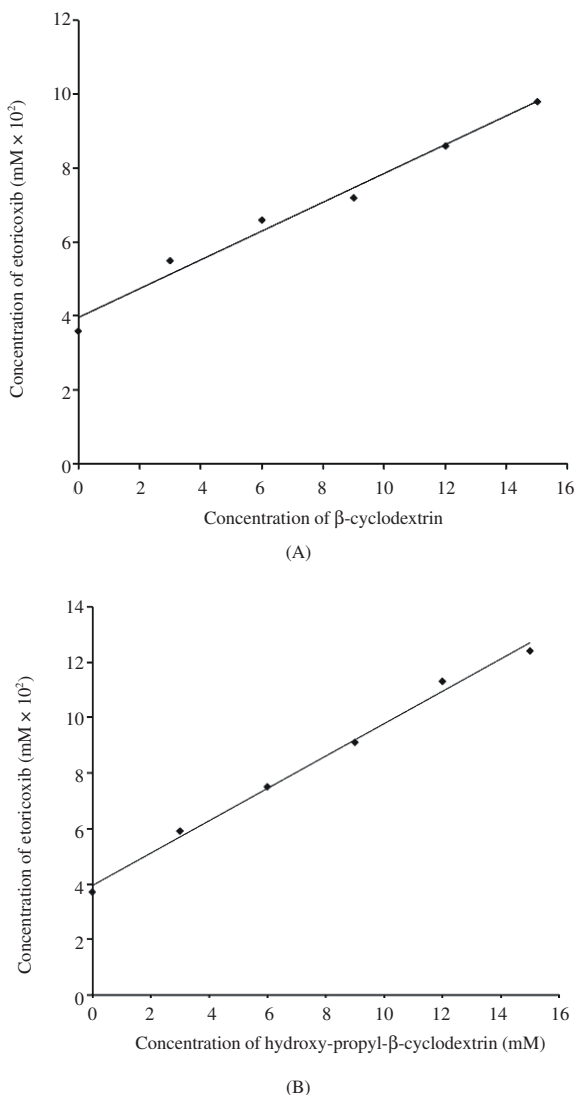 12
10
8
6
4
2
0
0 2 4 6 8 10 12 14 16
Concentration of etoricoxib (mM × 10²)
Concentration of β-cyclodextrin
(A)
14
12
10
8
6
4
2
0
0 2 4 6 8 10 12 14 16
Concentration of etoricoxib (mM × 10²)
Concentration of hydroxy-propyl-β-cyclodextrin (mM)
(B)